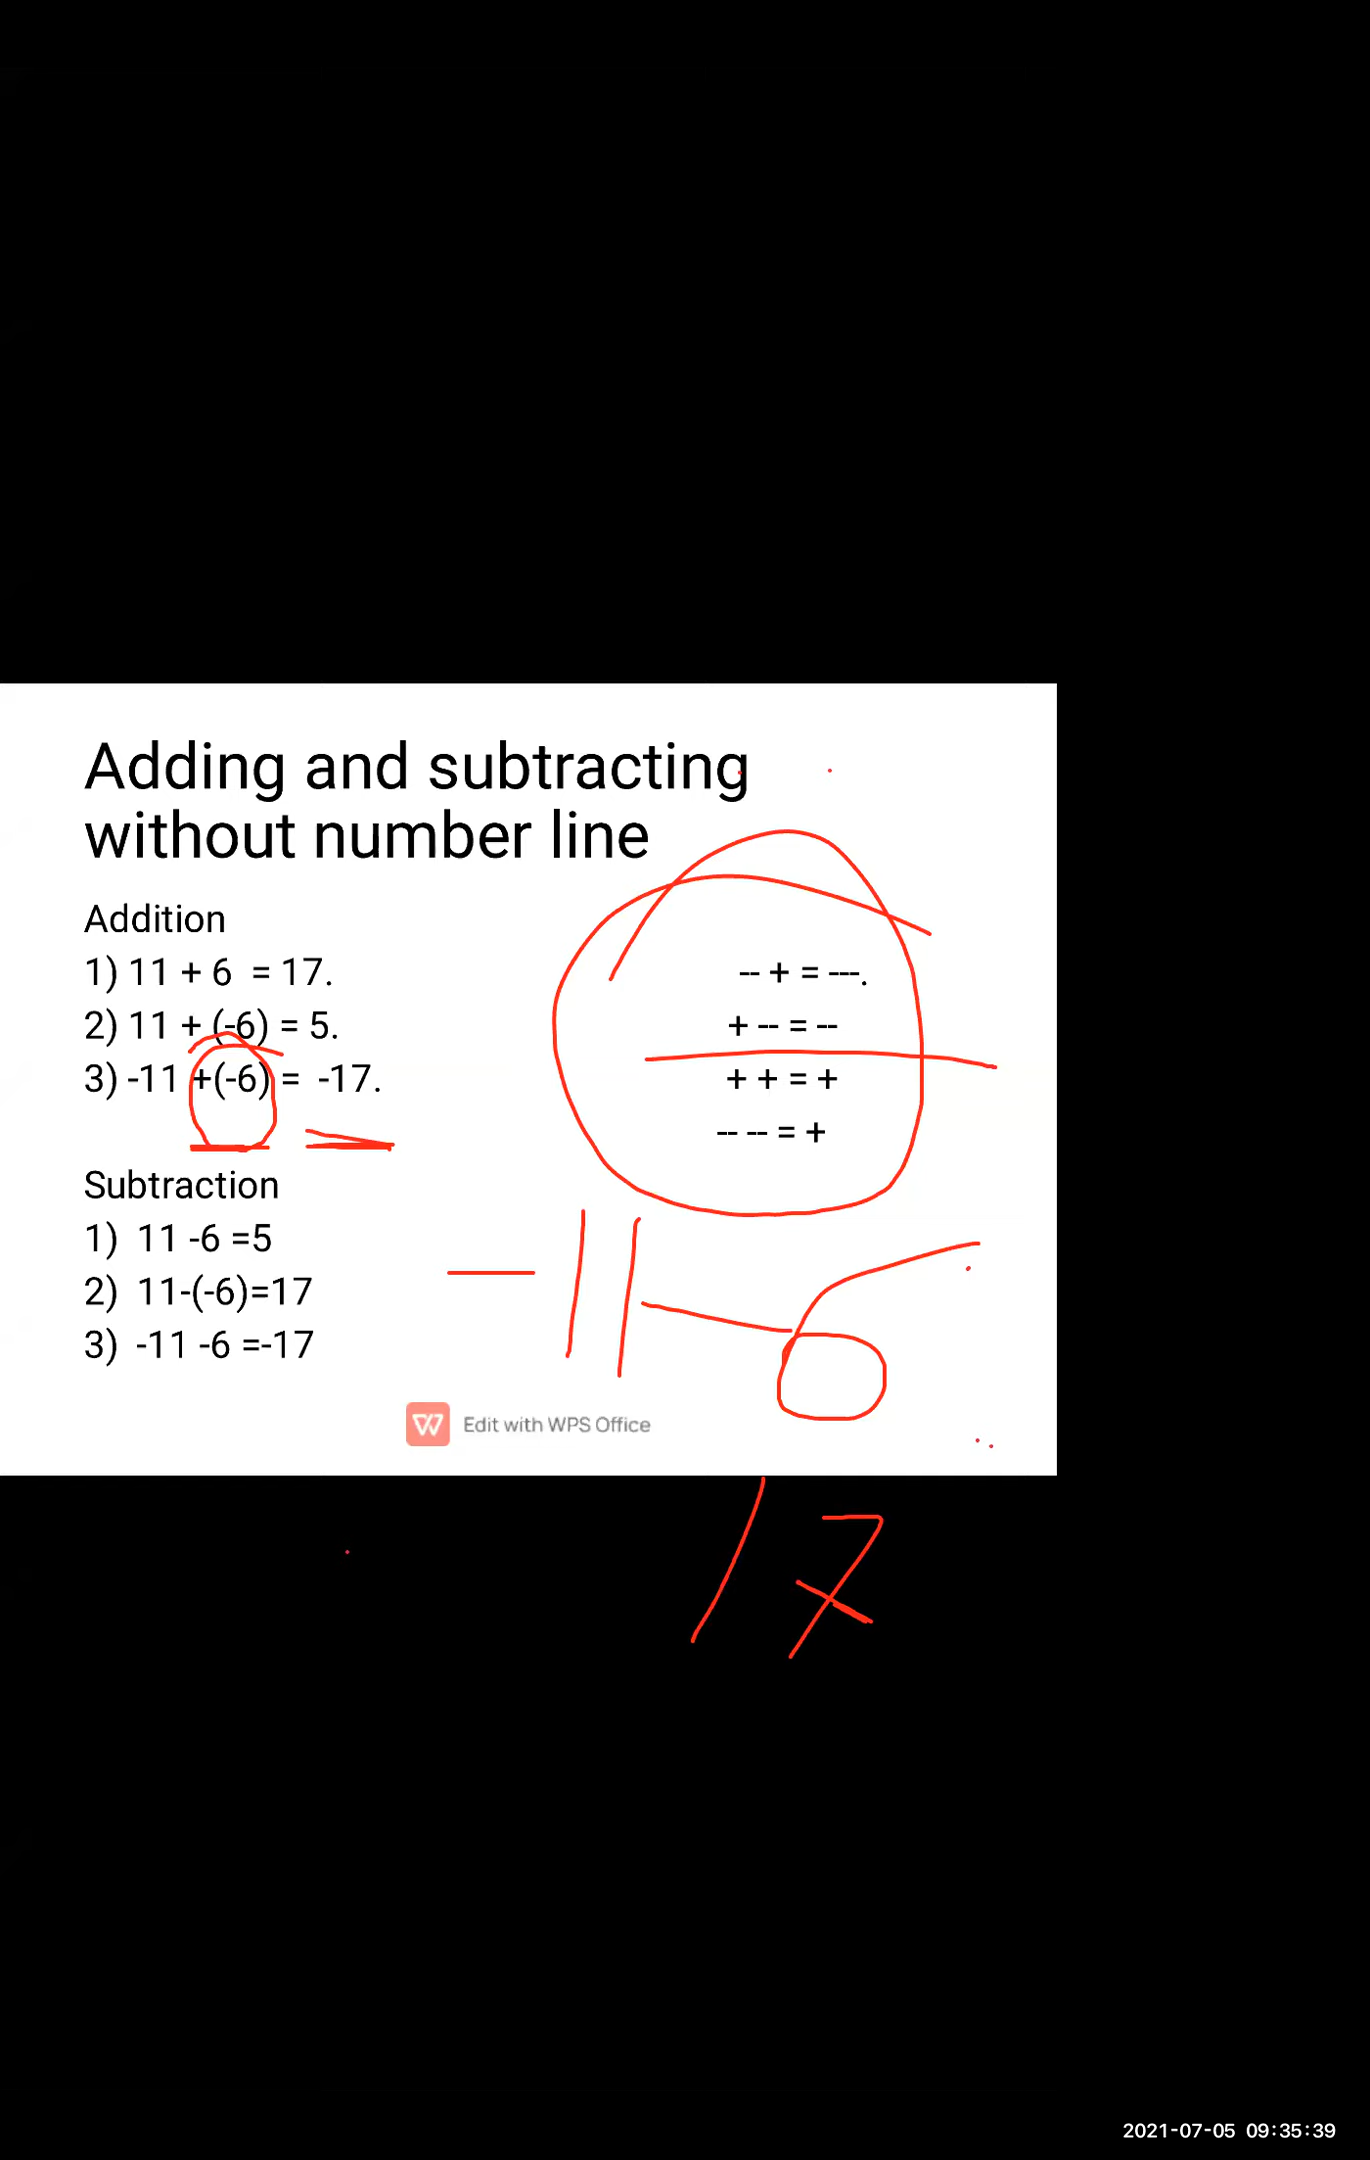 Adding and subtracting
without number line
Addition
1) 11 + 6 = 17.
2) 11 + (-6) = 5.
3) -11 +(-6) = -17.
-- + = ---.
+ -- = --
+ + = +
-- -- = +
Subtraction
1) 11 -6 =5
2) 11-(-6)=17
3) -11 -6 =-17
— 11 - 6
Edit with WPS Office
17
2021-07-05 09:35:39